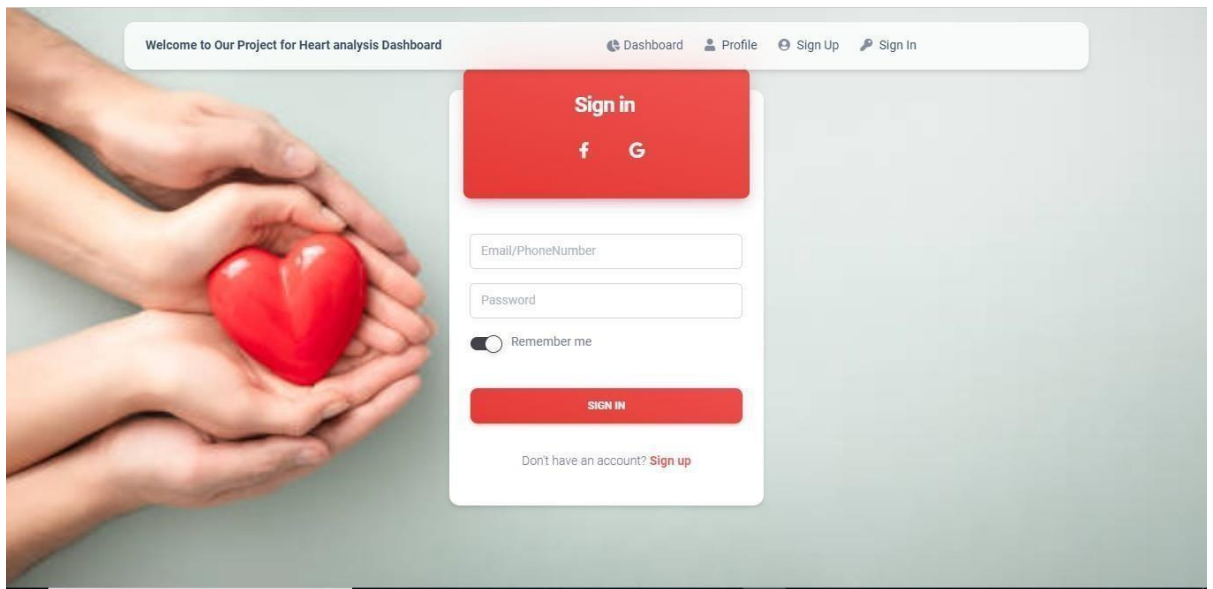 Welcome to Our Project for Heart analysis Dashboard Dashboard Profile Sign Up Sign In
Sign in
f G
Email/PhoneNumber
Password
Remember me
SIGN IN
Don't have an account? Sign up